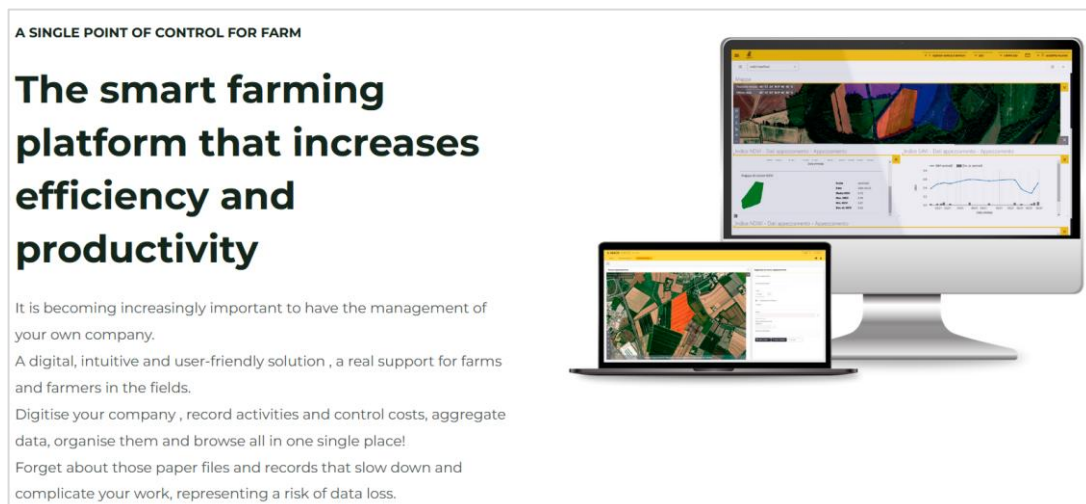 A SINGLE POINT OF CONTROL FOR FARM
The smart farming
platform that increases
efficiency and
productivity
It is becoming increasingly important to have the management of
your own company.
A digital, intuitive and user-friendly solution , a real support for farms
and farmers in the fields.
Digitise your company , record activities and control costs, aggregate
data, organise them and browse all in one single place!
Forget about those paper files and records that slow down and
complicate your work, representing a risk of data loss.